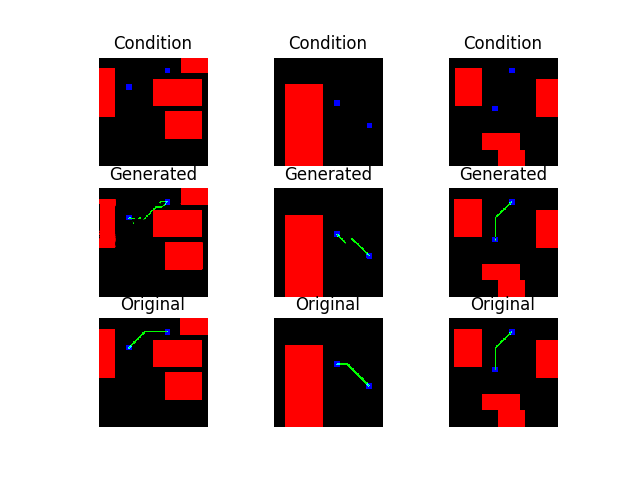 Condition Condition Condition
Generated Generated Generated
Original Original Original